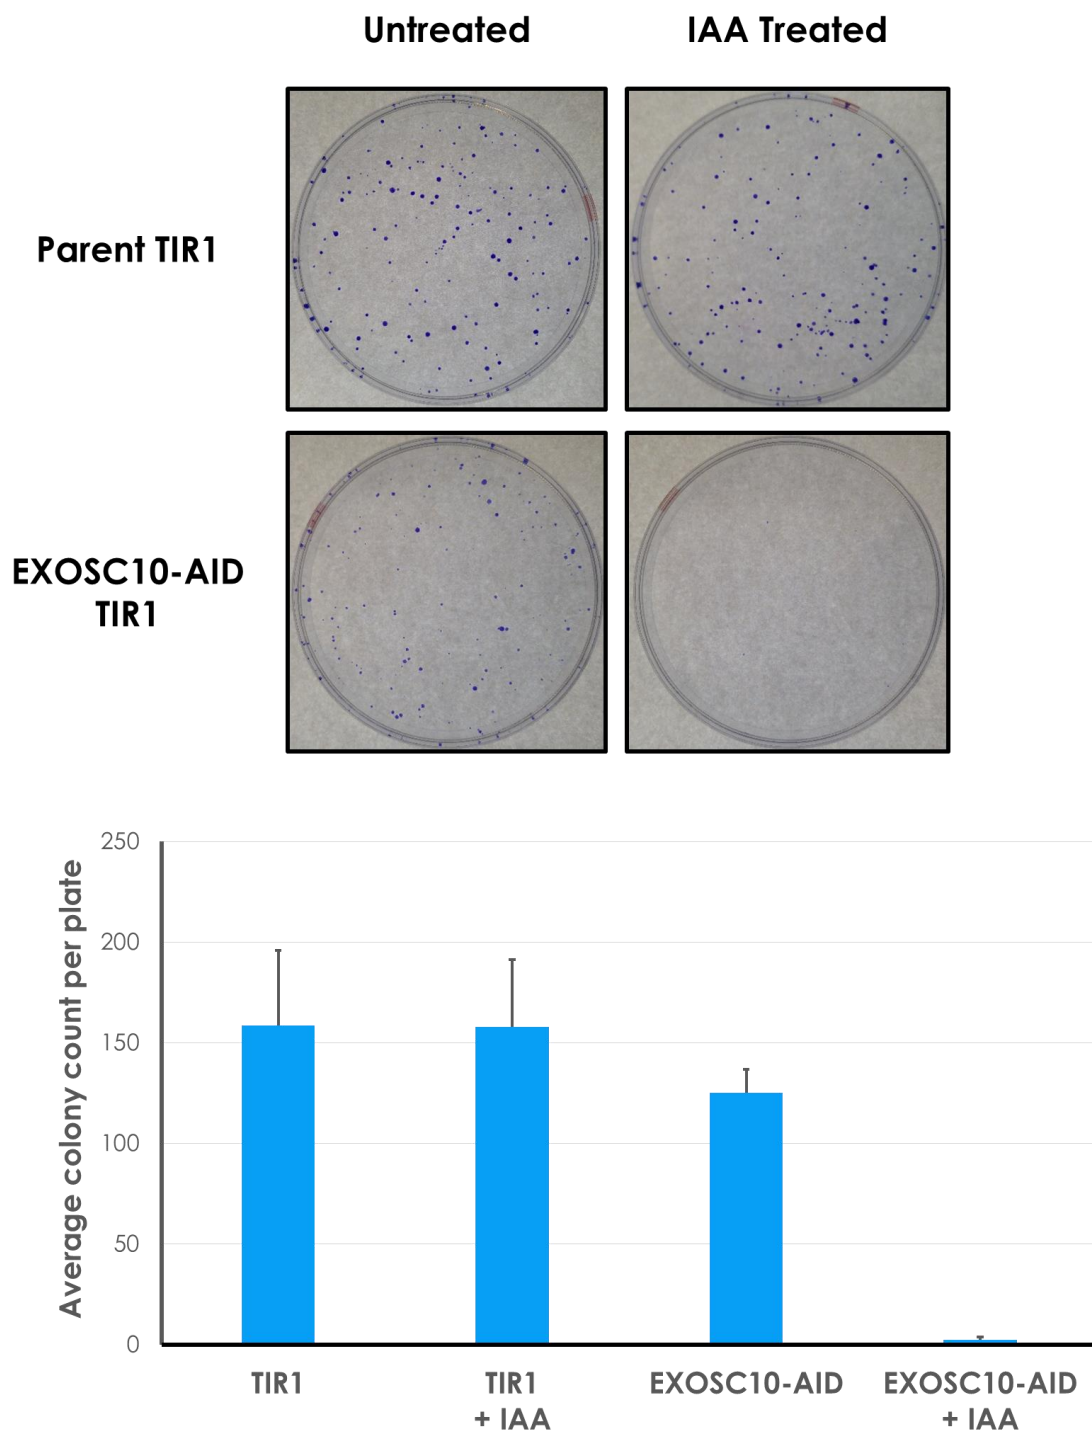 Untreated
IAA Treated
Parent TIR1
EXOSC10-AID
TIR1
Average colony count per plate
250
200
150
100
50
0
TIR1
TIR1
+ IAA
EXOSC10-AID
EXOSC10-AID
+ IAA